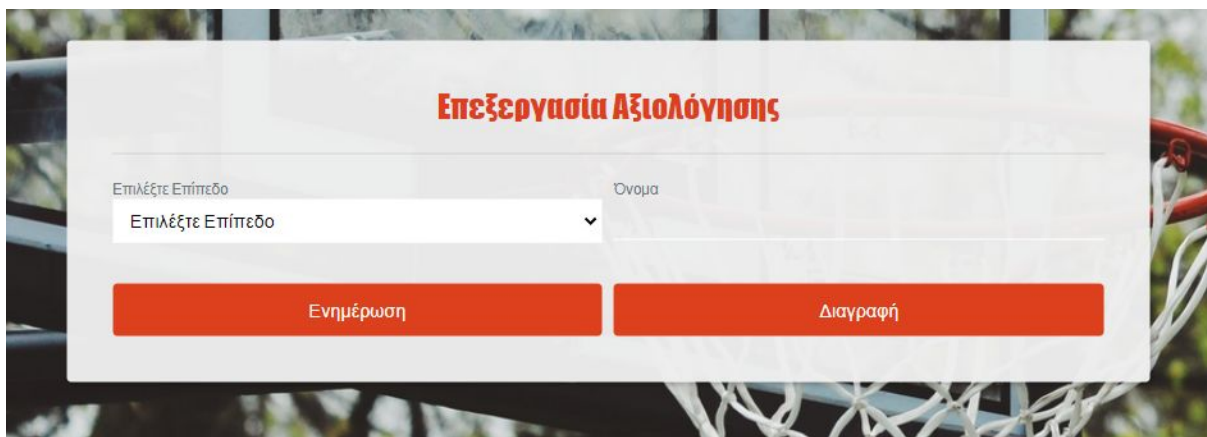 Επεξεργασία Αξιολόγησης
Επιλέξτε Επίπεδο
Όνομα
Επιλέξτε Επίπεδο
Ενημέρωση
Διαγραφή